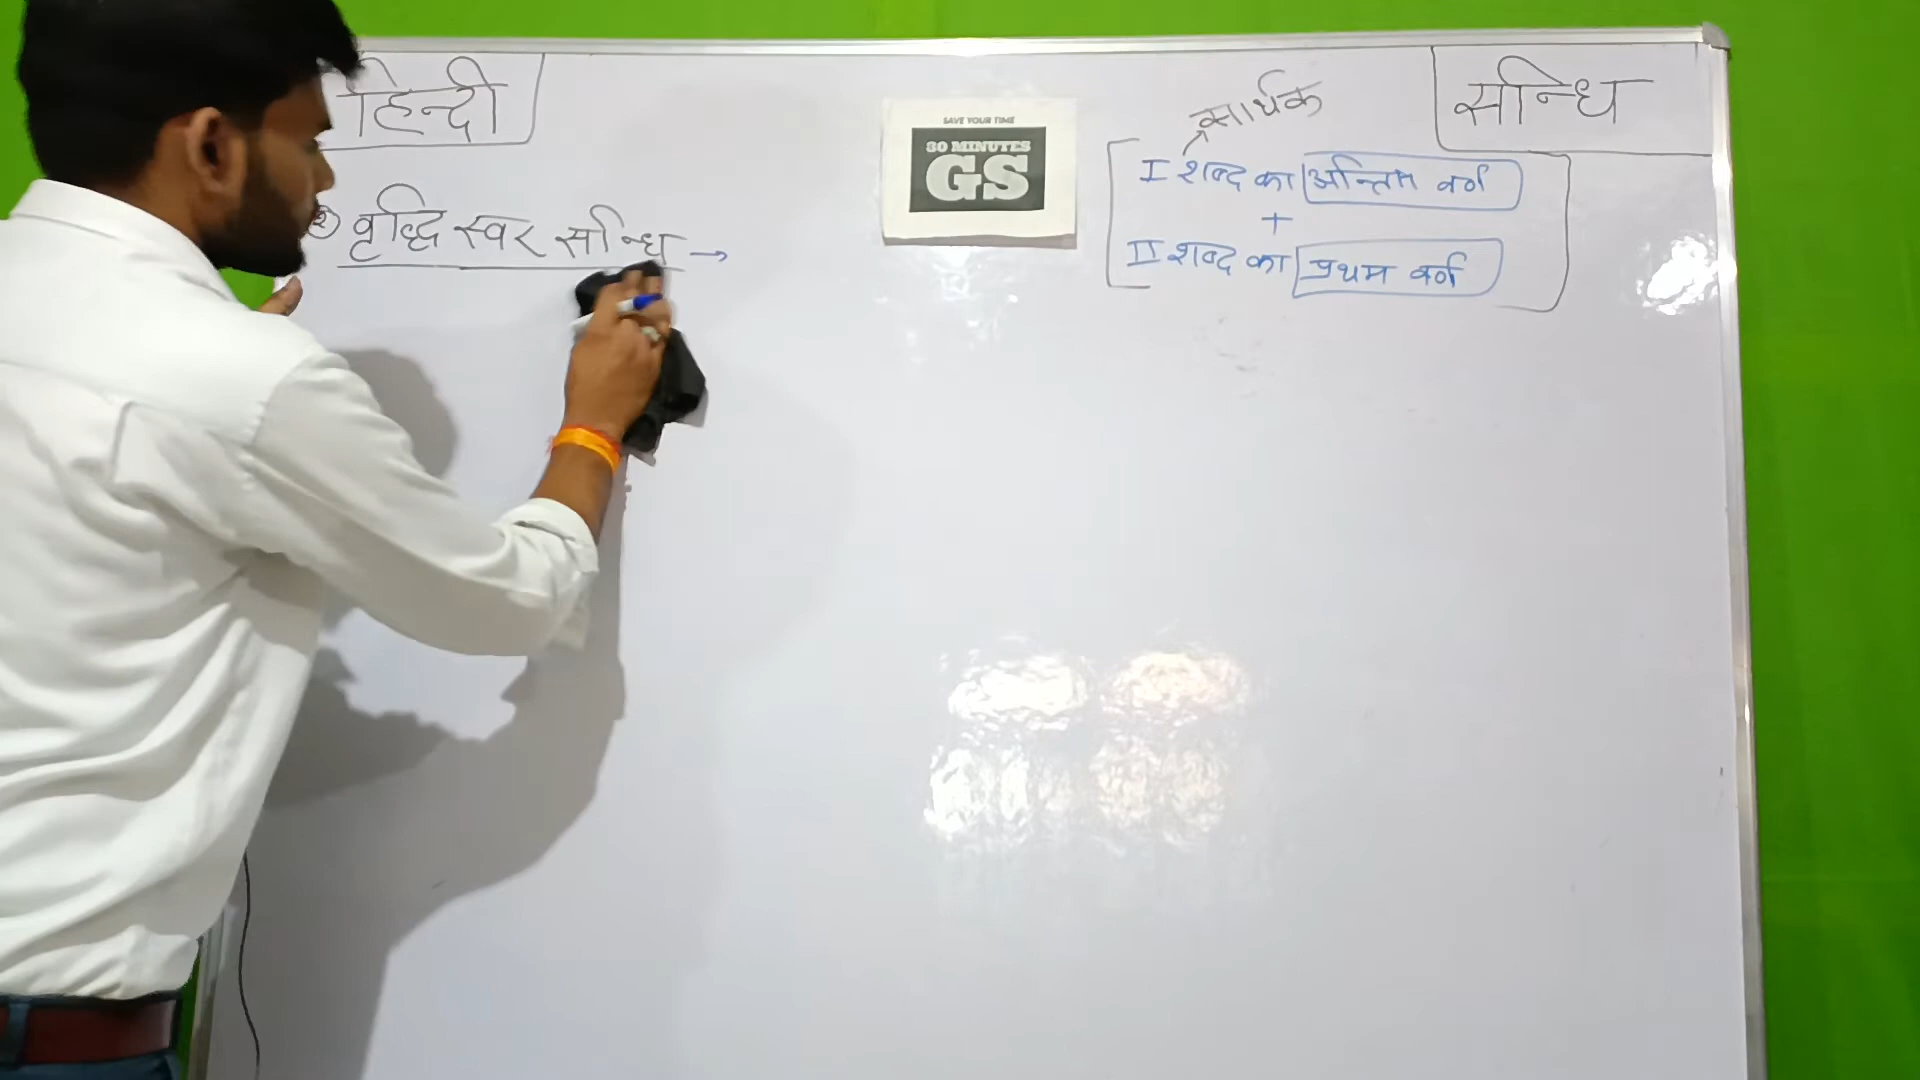 हिन्दी
सन्धि
SAVE YOUR TIME
30 MINUTES
GS
सार्थक
I शब्द का अन्तिम वर्ण
+
II शब्द का प्रथम वर्ण
② वृद्धि स्वर सन्धि →